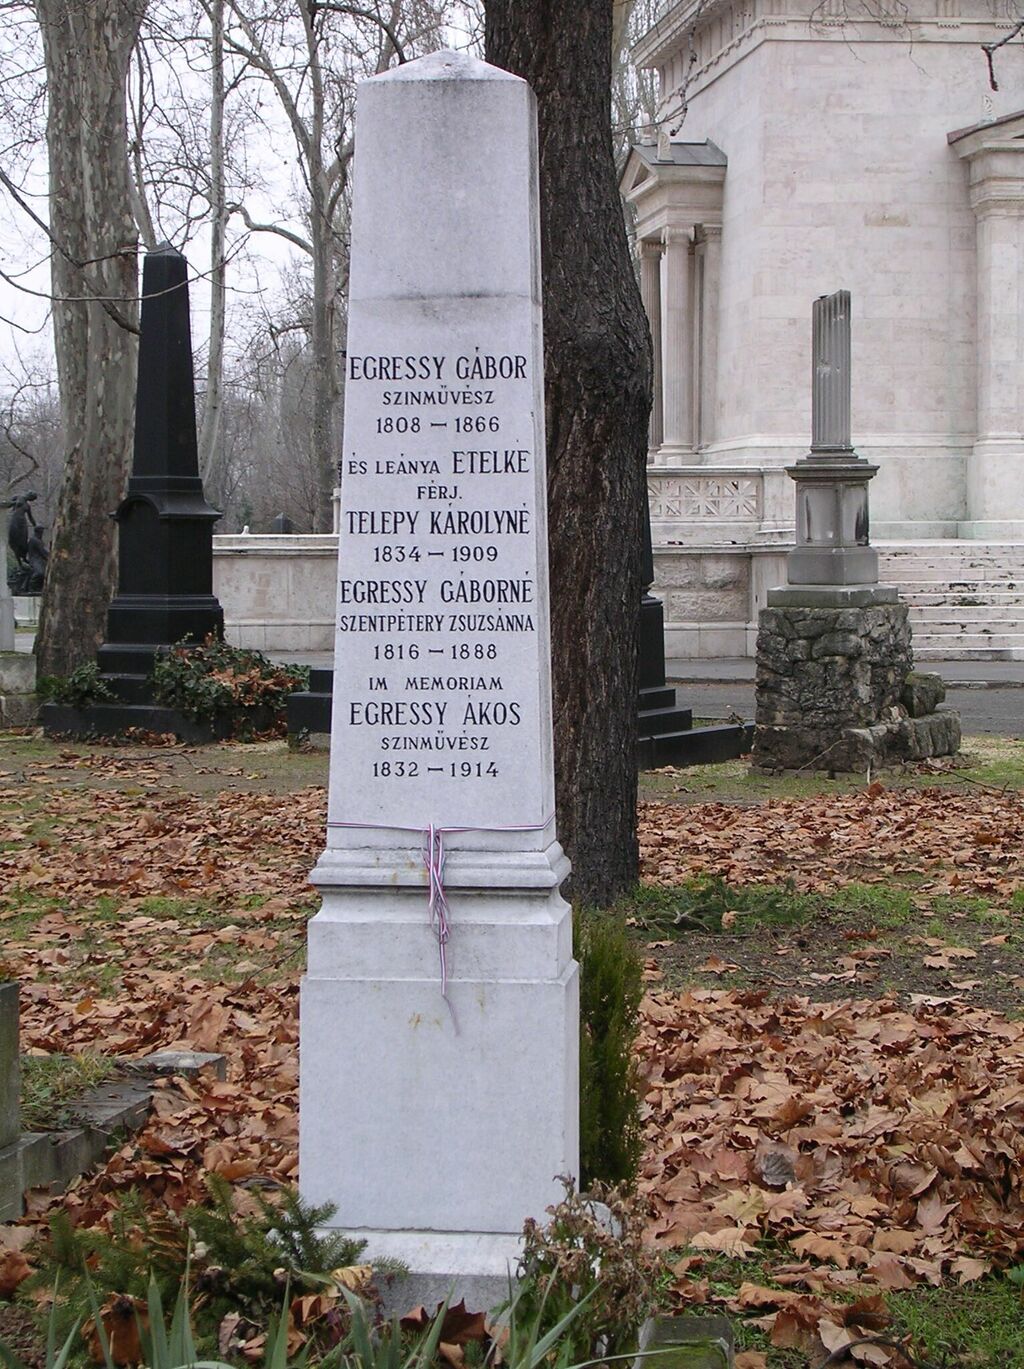 EGRESSY GÁBOR
SZINMŰVÉSZ
1808 – 1866
ÉS LEÁNYA ETELKE
FÉRJ.
TELEPY KÁROLYNÉ
1834 – 1909
EGRESSY GÁBORNÉ
SZENTPÉTERY ZSUZSÁNNA
1816 – 1888
IM MEMORIAM
EGRESSY ÁKOS
SZINMŰVÉSZ
1832 – 1914